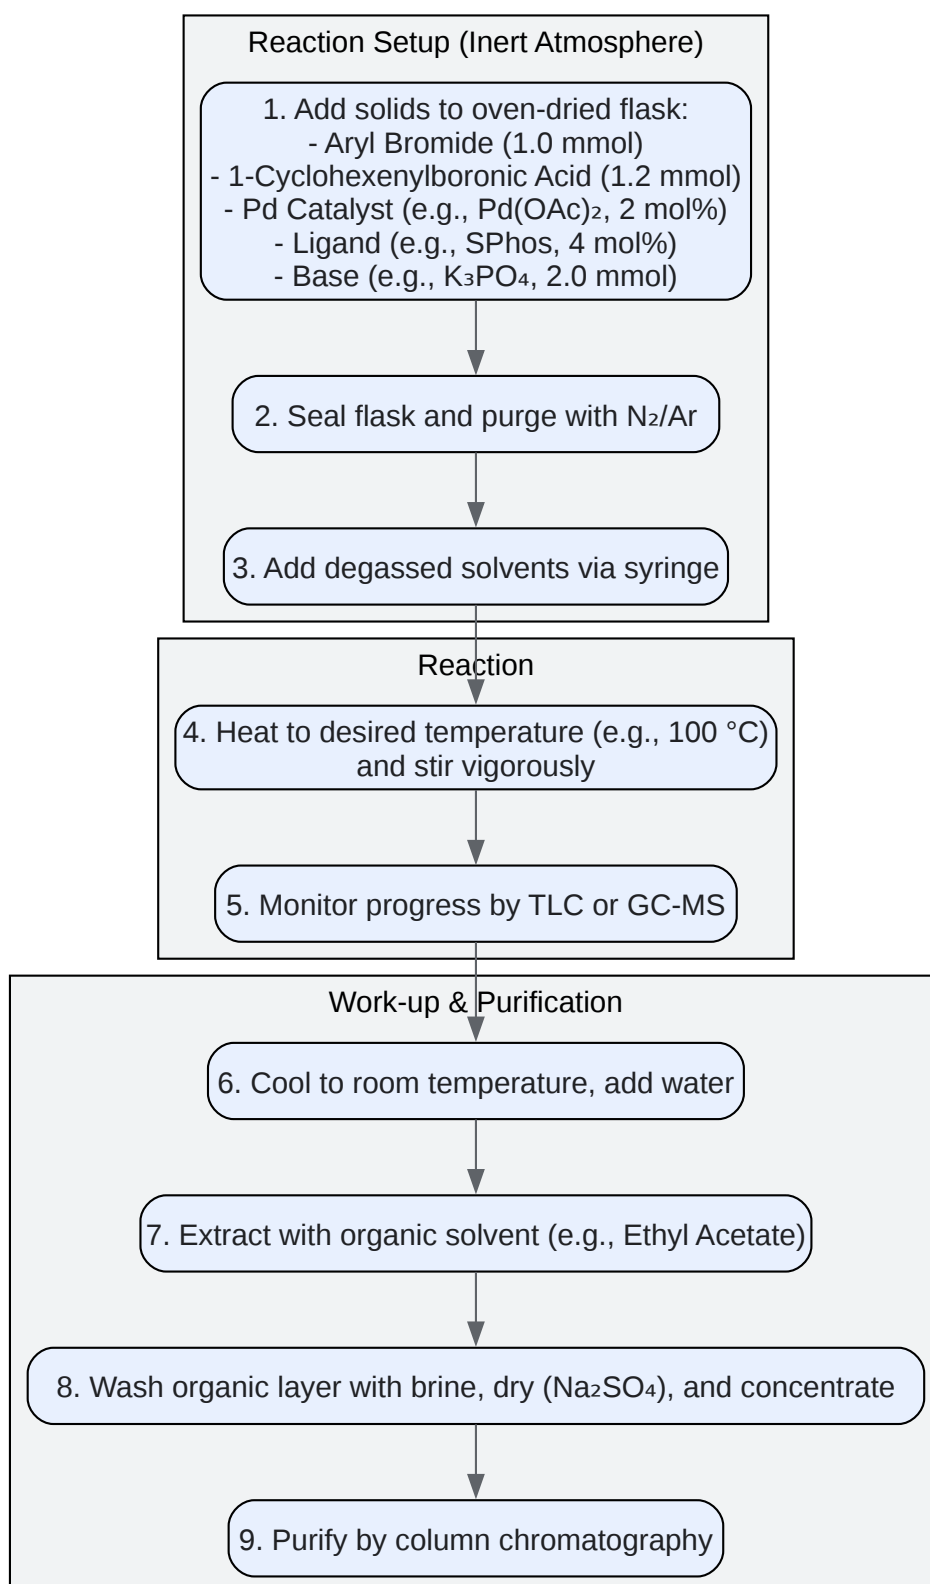 Reaction Setup (Inert Atmosphere)
1. Add solids to oven-dried flask:
- Aryl Bromide (1.0 mmol)
- 1-Cyclohexenylboronic Acid (1.2 mmol)
- Pd Catalyst (e.g., Pd(OAc)₂, 2 mol%)
- Ligand (e.g., SPhos, 4 mol%)
- Base (e.g., K₃PO₄, 2.0 mmol)
2. Seal flask and purge with N₂/Ar
3. Add degassed solvents via syringe
Reaction
4. Heat to desired temperature (e.g., 100 °C)
and stir vigorously
5. Monitor progress by TLC or GC-MS
Work-up & Purification
6. Cool to room temperature, add water
7. Extract with organic solvent (e.g., Ethyl Acetate)
8. Wash organic layer with brine, dry (Na₂SO₄), and concentrate
9. Purify by column chromatography